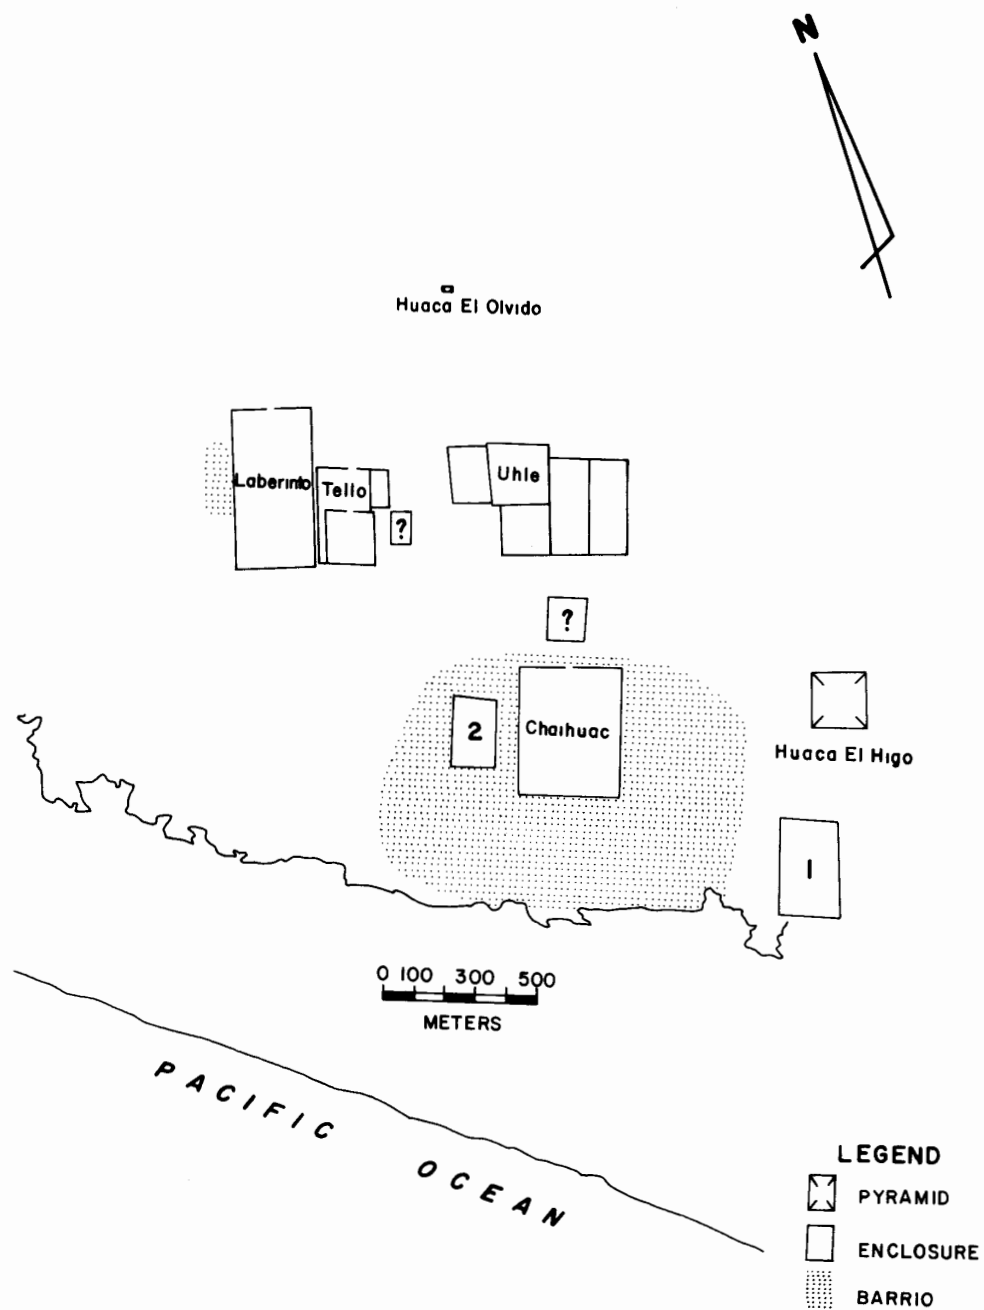 N
Huaca El Olvido
Laberinto
Tello
?
Uhle
?
2
Chaihuac
Huaca El Higo
1
0 100 300 500
METERS
PACIFIC OCEAN
LEGEND
PYRAMID
ENCLOSURE
BARRIO